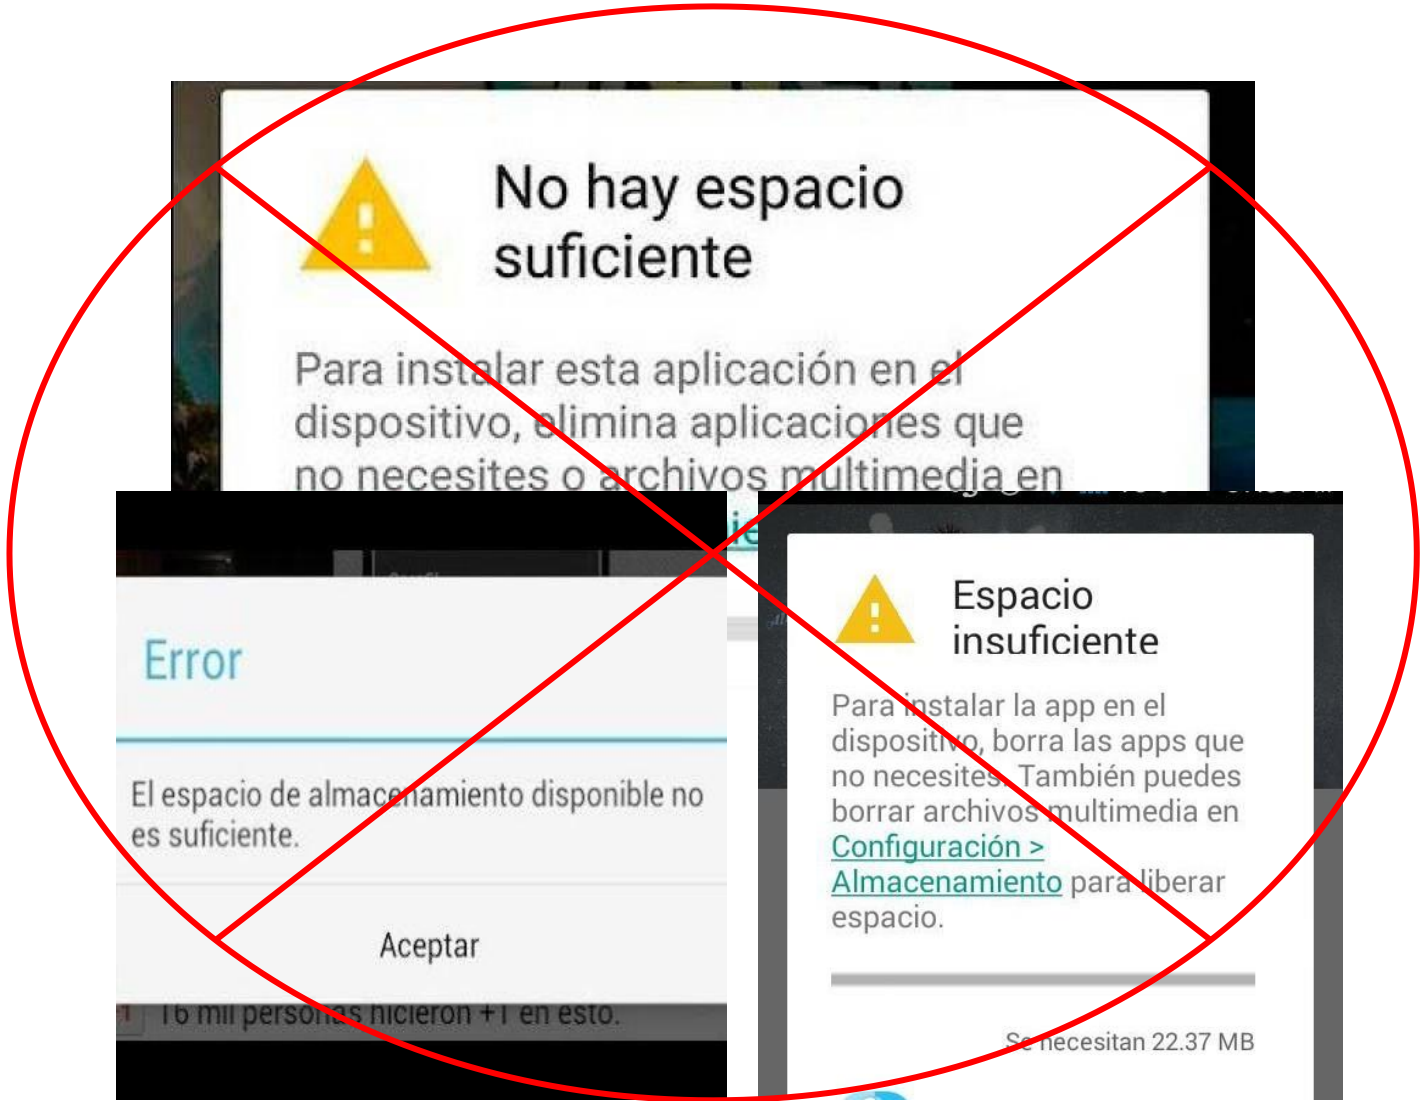 No hay espacio
suficiente
Para instalar esta aplicación en el
dispositivo, elimina aplicaciones que
no necesites o archivos multimedia en
Error
El espacio de almacenamiento disponible no
es suficiente.
Aceptar
16 mil personas hicieron +1 en esto.
Espacio
insuficiente
Para instalar la app en el
dispositivo, borra las apps que
no necesites. También puedes
borrar archivos multimedia en
Configuración >
Almacenamiento para liberar
espacio.
Se necesitan 22.37 MB